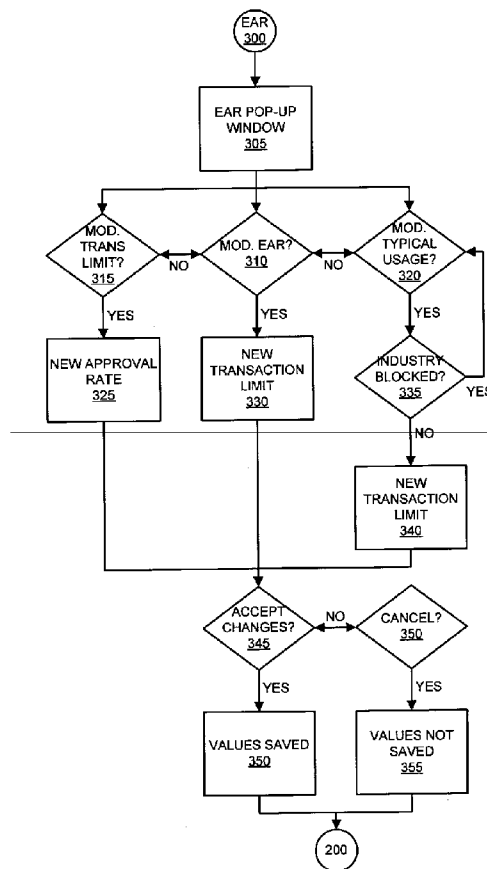 EAR
300
EAR POP-UP
WINDOW
305
MOD.
TRANS
LIMIT?
315
NO
MOD. EAR?
310
NO
MOD.
TYPICAL
USAGE?
320
YES
YES
YES
NEW APPROVAL
RATE
325
NEW
TRANSACTION
LIMIT
330
INDUSTRY
BLOCKED?
335
YES
NO
NEW
TRANSACTION
LIMIT
340
ACCEPT
CHANGES?
345
NO
CANCEL?
350
YES
YES
VALUES SAVED
350
VALUES NOT
SAVED
355
200